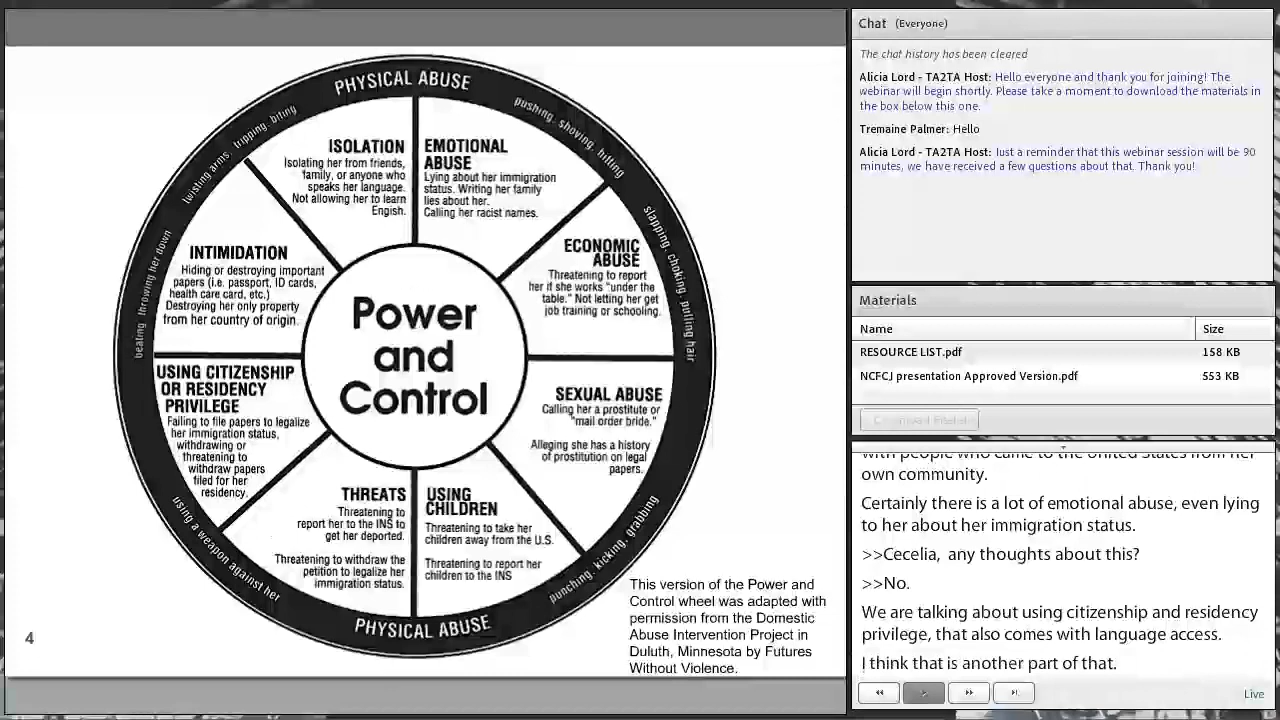 PHYSICAL ABUSE
twisting arms, tripping, biting
pushing, shoving, hitting
slapping, choking, pulling hair
punching, kicking, grabbing
PHYSICAL ABUSE
using a weapon against her
beating, throwing her down
ISOLATION
Isolating her from friends,
family, or anyone who
speaks her language.
Not allowing her to learn
Engish.
EMOTIONAL
ABUSE
Lying about her immigration
status. Writing her family
lies about her.
Calling her racist names.
ECONOMIC
ABUSE
Threatening to report
her if she works "under the
table." Not letting her get
job training or schooling.
SEXUAL ABUSE
Calling her a prostitute or
"mail order bride."
Alleging she has a history
of prostitution on legal
papers.
USING
CHILDREN
Threatening to take her
children away from the U.S.
Threatening to report her
children to the INS
THREATS
Threatening to
report her to the INS to
get her deported.
Threatening to withdraw the
petition to legalize her
immigration status.
USING CITIZENSHIP
OR RESIDENCY
PRIVILEGE
Failing to file papers to legalize
her immigration status,
withdrawing or
threatening to
withdraw papers
filed for her
residency.
INTIMIDATION
Hiding or destroying important
papers (i.e. passport, ID cards,
health care card, etc.)
Destroying her only property
from her country of origin.
Power
and
Control
This version of the Power and
Control wheel was adapted with
permission from the Domestic
Abuse Intervention Project in
Duluth, Minnesota by Futures
Without Violence.
4
Chat (Everyone)
The chat history has been cleared
Alicia Lord - TA2TA Host: Hello everyone and thank you for joining! The
webinar will begin shortly. Please take a moment to download the materials in
the box below this one.
Tremaine Palmer: Hello
Alicia Lord - TA2TA Host: Just a reminder that this webinar session will be 90
minutes, we have received a few questions about that. Thank you!
Materials
Name Size
RESOURCE LIST.pdf 158 KB
NCFCJ presentation Approved Version.pdf 553 KB
with people who came to the United States from her
own community.
Certainly there is a lot of emotional abuse, even lying
to her about her immigration status.
>>Cecelia, any thoughts about this?
>>No.
We are talking about using citizenship and residency
privilege, that also comes with language access.
I think that is another part of that.
Live